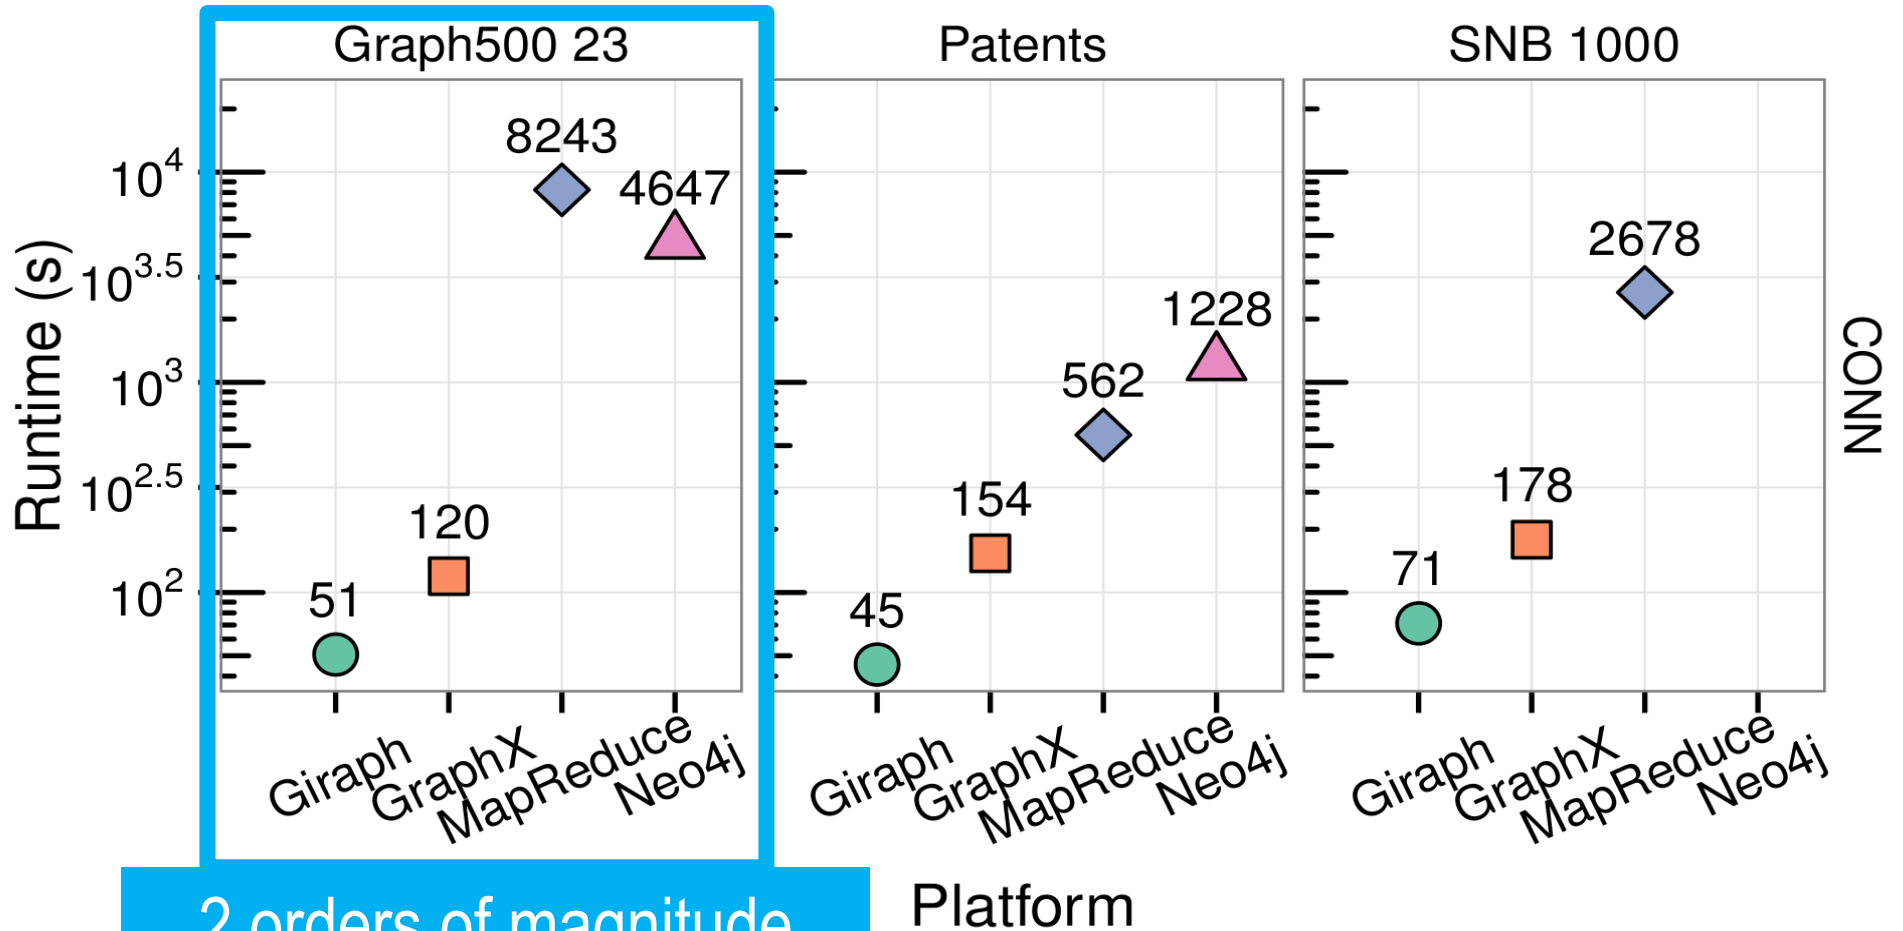 Graph500 23
Patents
SNB 1000
Runtime (s)
10^4
10^3.5
10^3
10^2.5
10^2
51
120
8243
4647
45
154
562
1228
71
178
2678
CONN
Giraph
GraphX
MapReduce
Neo4j
Giraph
GraphX
MapReduce
Neo4j
Giraph
GraphX
MapReduce
Neo4j
Platform
2 orders of magnitude